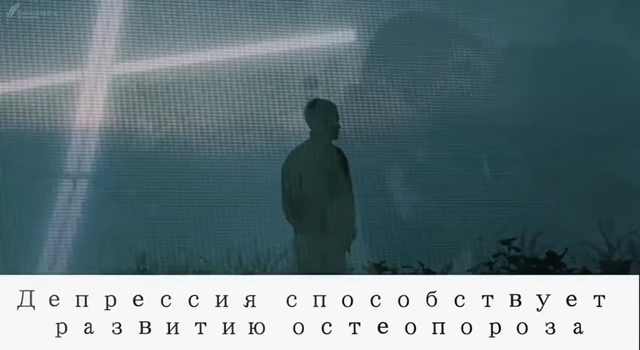 Депрессия способствует
развитию остеопороза